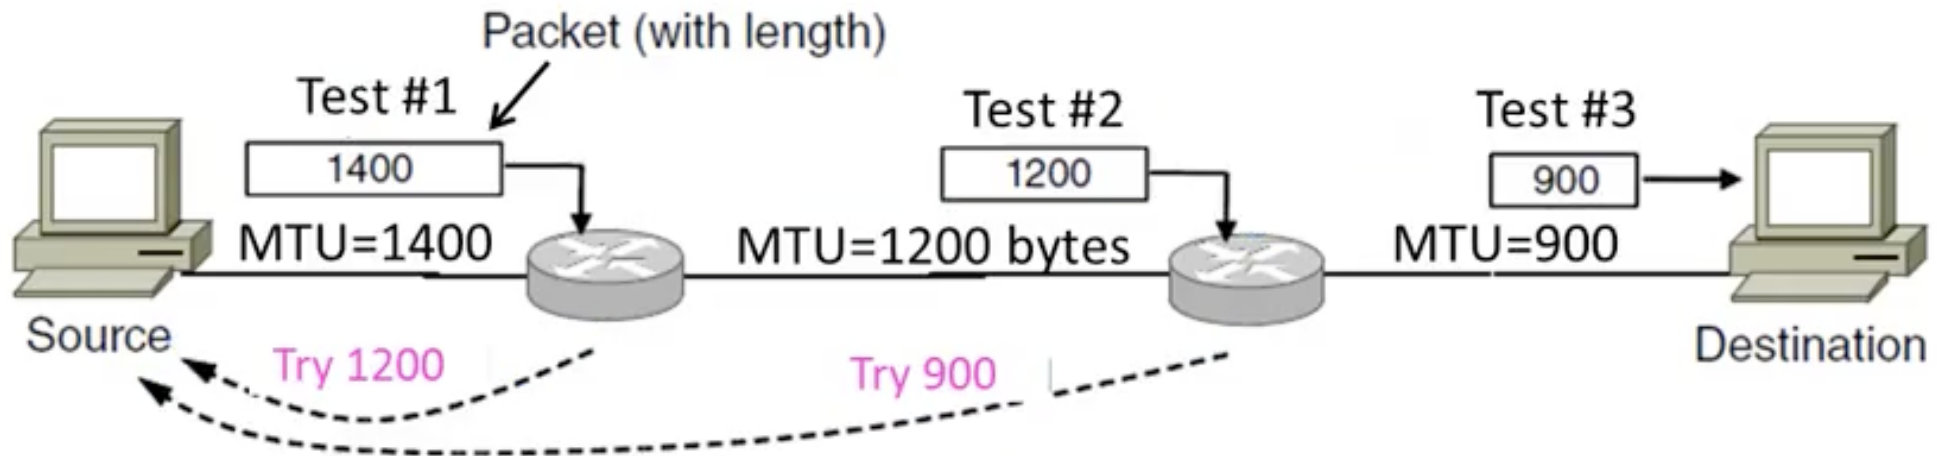 Packet (with length)
Test #1
Test #2
Test #3
1400
1200
900
MTU=1400
MTU=1200 bytes
MTU=900
Source
Try 1200
Try 900
Destination